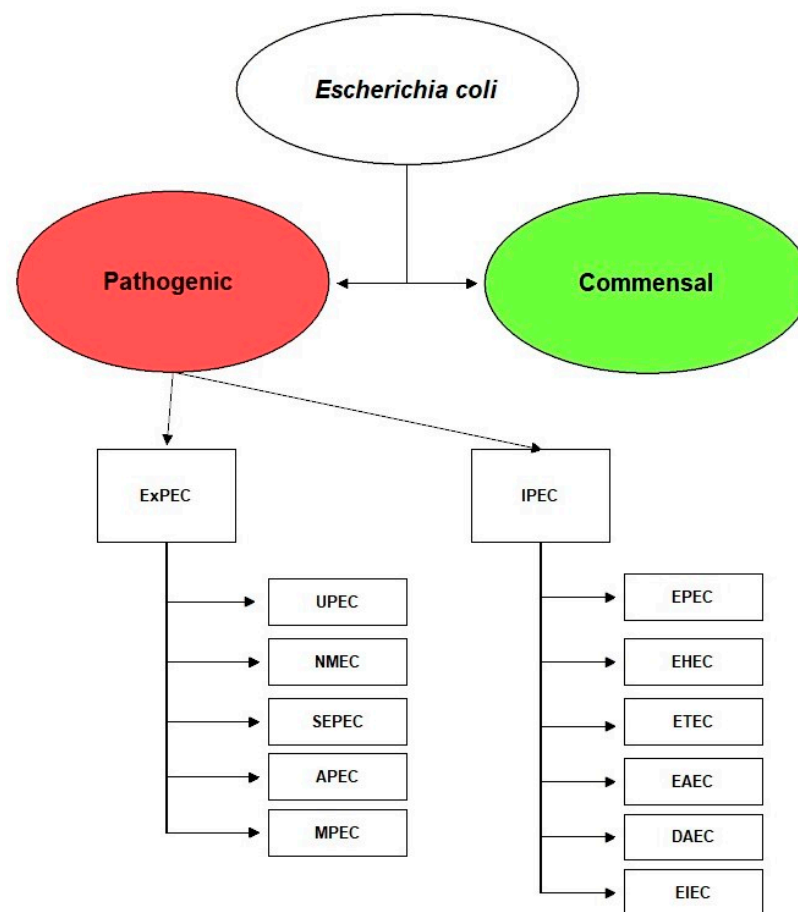 Escherichia coli
Pathogenic
Commensal
ExPEC
IPEC
UPEC
NMEC
SEPEC
APEC
MPEC
EPEC
EHEC
ETEC
EAEC
DAEC
EIEC